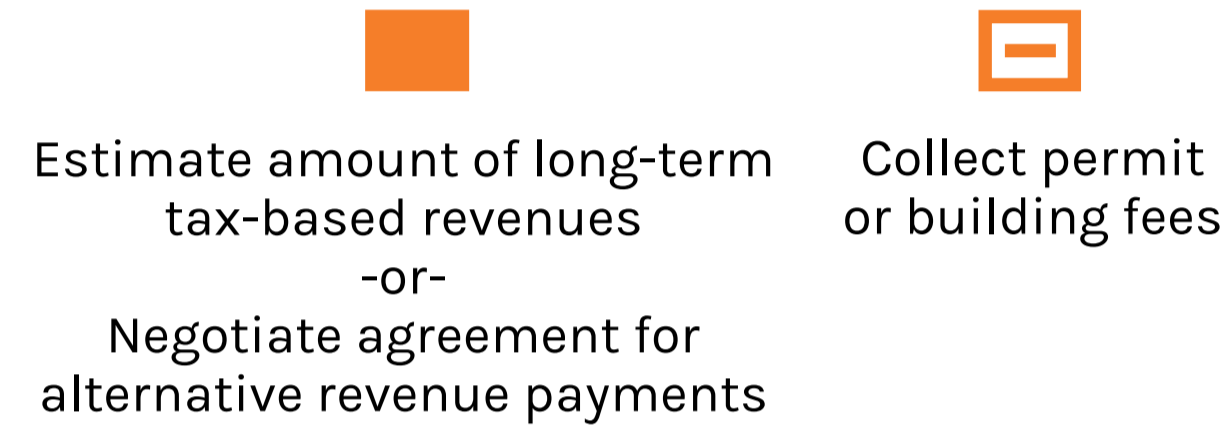 Estimate amount of long-term
tax-based revenues
-or-
Negotiate agreement for
alternative revenue payments
Collect permit
or building fees